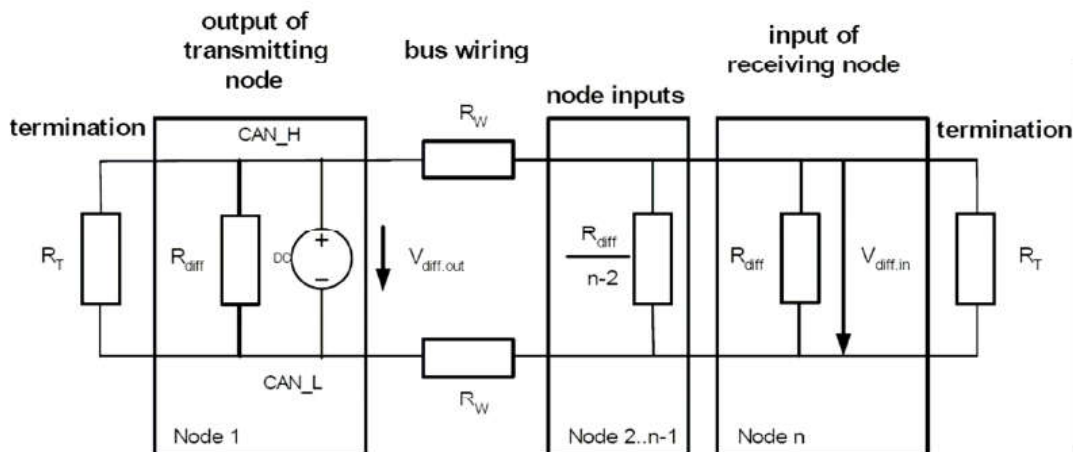 output of
transmitting
node
bus wiring
input of
receiving node
node inputs
termination
termination
CAN_H
R_W
R_T
R_diff
DC
+
−
V_diff.out
R_diff
n-2
R_diff
V_diff.in
R_T
CAN_L
R_W
Node 1
Node 2..n-1
Node n